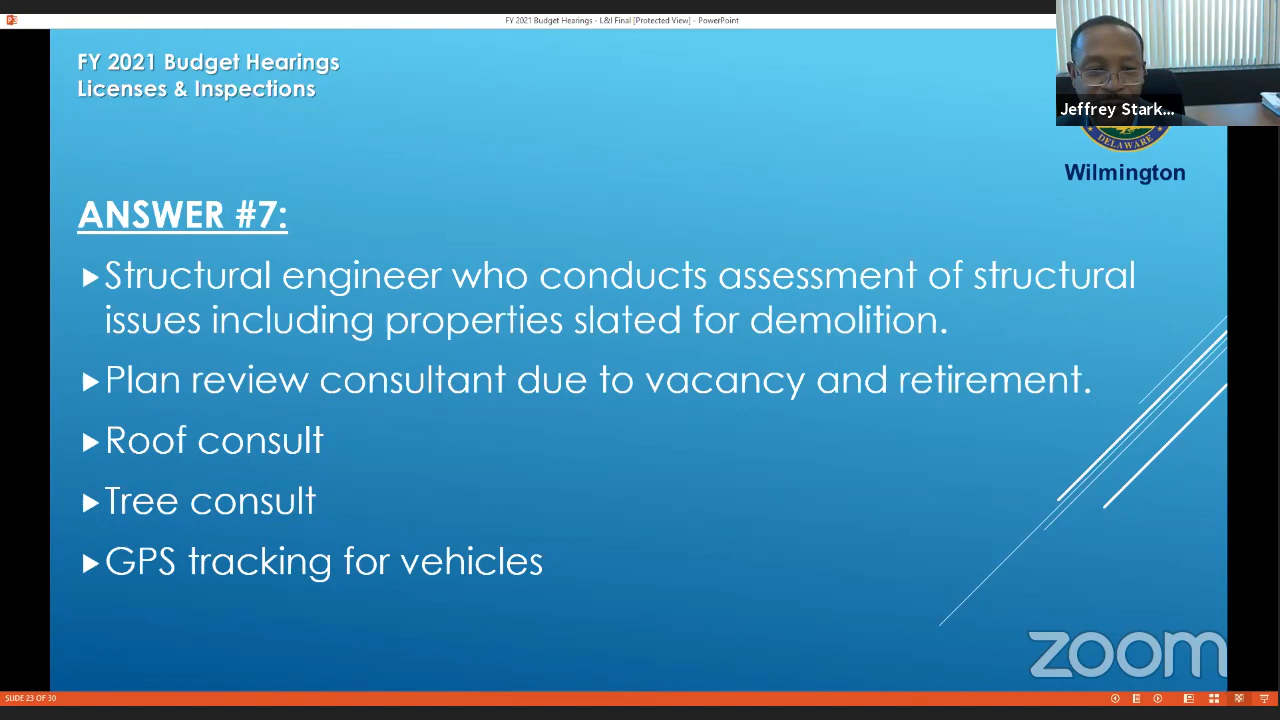 FY 2021 Budget Hearings - L&I Final [Protected View] - PowerPoint
FY 2021 Budget Hearings
Licenses & Inspections
Jeffrey Stark...
DELAWARE
Wilmington
ANSWER #7:
Structural engineer who conducts assessment of structural
issues including properties slated for demolition.
Plan review consultant due to vacancy and retirement.
Roof consult
Tree consult
GPS tracking for vehicles
zoom
SLIDE 23 OF 30